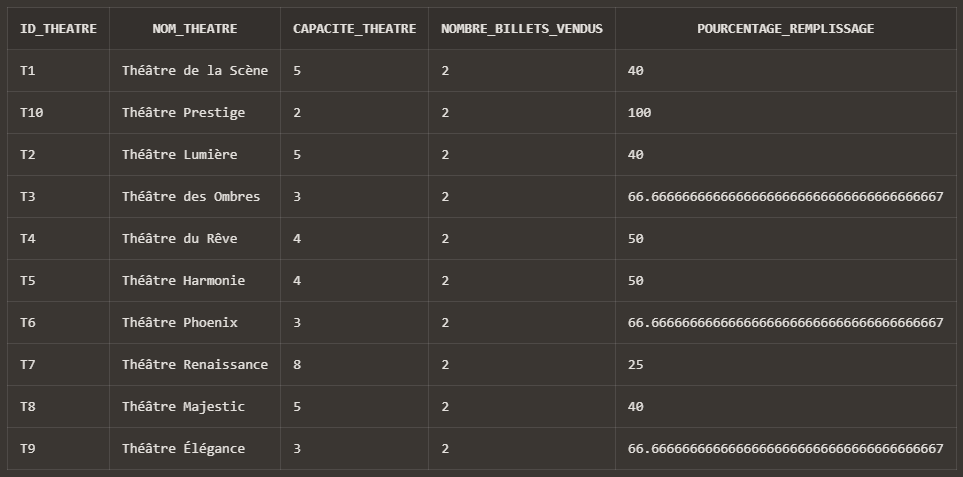 ID_THEATRE NOM_THEATRE CAPACITE_THEATRE NOMBRE_BILLETS_VENDUS POURCENTAGE_REMPLISSAGE
T1 Théâtre de la Scène 5 2 40
T10 Théâtre Prestige 2 2 100
T2 Théâtre Lumière 5 2 40
T3 Théâtre des Ombres 3 2 66.66666666666666666666666666666666666667
T4 Théâtre du Rêve 4 2 50
T5 Théâtre Harmonie 4 2 50
T6 Théâtre Phoenix 3 2 66.66666666666666666666666666666666666667
T7 Théâtre Renaissance 8 2 25
T8 Théâtre Majestic 5 2 40
T9 Théâtre Élégance 3 2 66.66666666666666666666666666666666666667